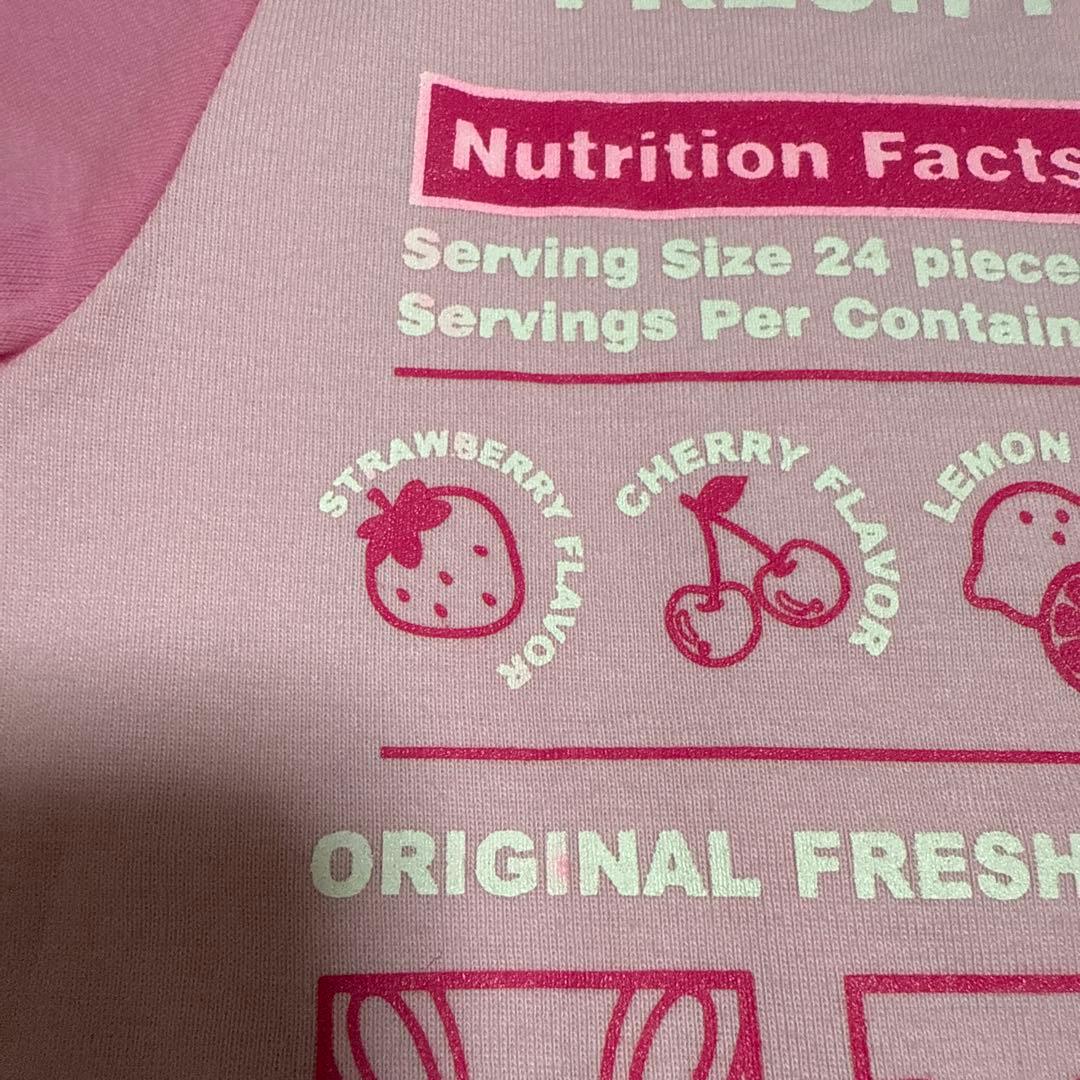 Nutrition Facts
Serving Size 24 piece
Servings Per Contain
STRAWBERRY FLAVOR
CHERRY FLAVOR
LEMON
ORIGINAL FRESH